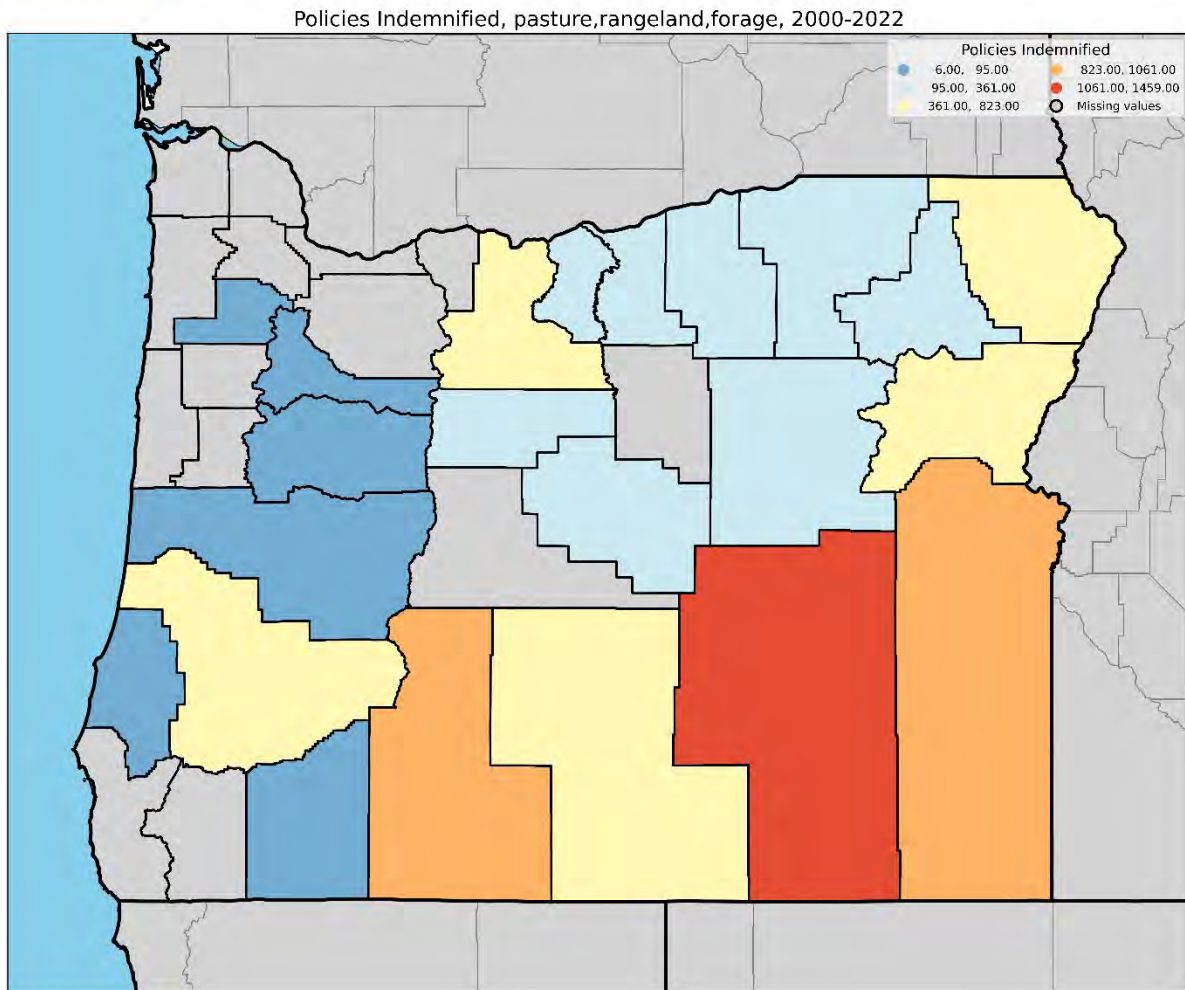 Policies Indemnified, pasture,rangeland,forage, 2000-2022
Policies Indemnified
6.00, 95.00
95.00, 361.00
361.00, 823.00
823.00, 1061.00
1061.00, 1459.00
Missing values